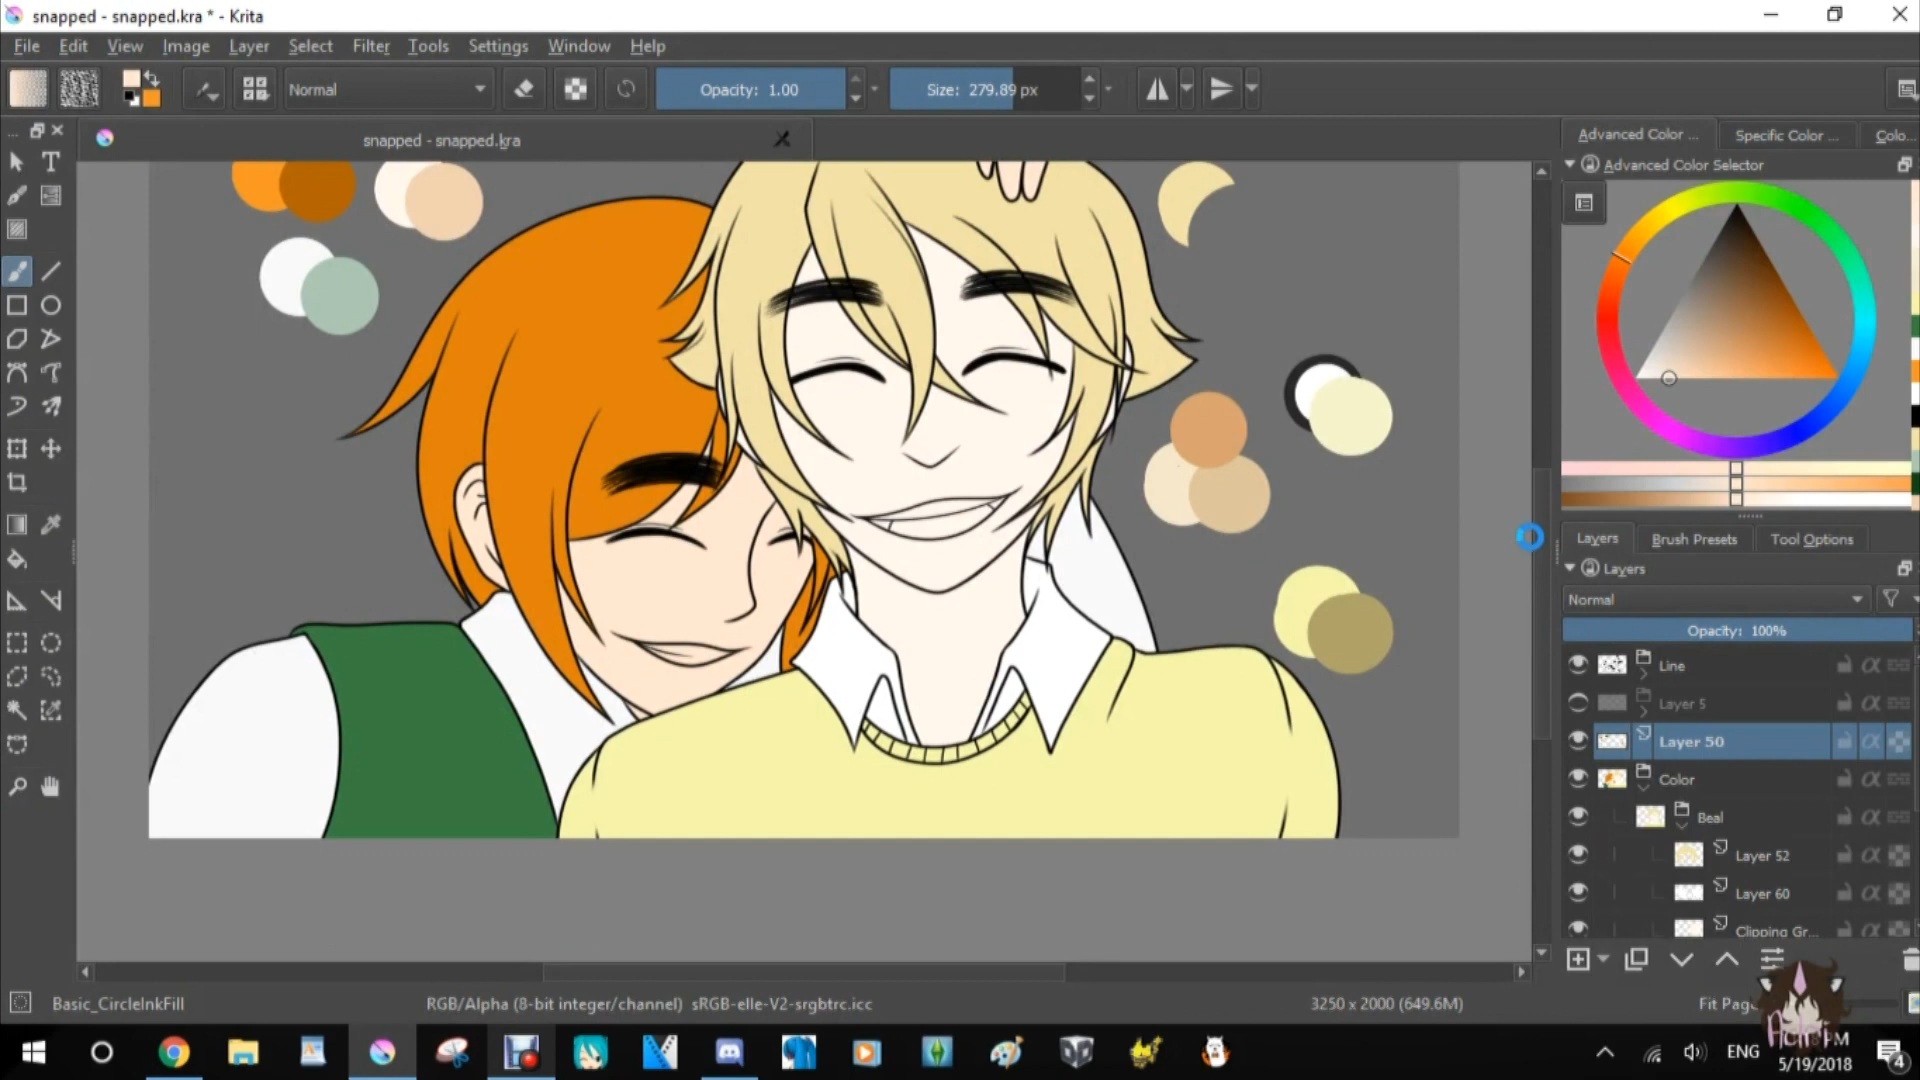 snapped - snapped.kra * - Krita
File Edit View Image Layer Select Filter Tools Settings Window Help
Normal Opacity: 1.00 Size: 279.89 px
snapped - snapped.kra
Advanced Color ... Specific Color ... Colo...
Advanced Color Selector
Layers Brush Presets Tool Options
Layers
Normal
Opacity: 100%
Line
Layer 5
Layer 50
Color
Beal
Layer 52
Layer 60
Clipping Gr...
Basic_CircleInkFill RGB/Alpha (8-bit integer/channel) sRGB-elle-V2-srgbtrc.icc 3250 x 2000 (649.6M) Fit Pag
ENG PM
5/19/2018 4